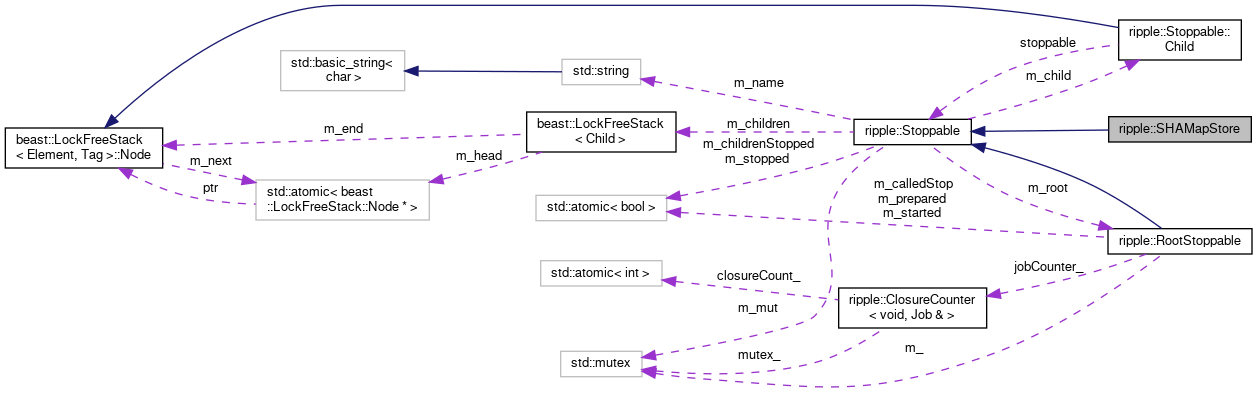 ripple::Stoppable::
Child
stoppable
m_child
std::basic_string<
char >
std::string
m_name
beast::LockFreeStack
< Element, Tag >::Node
m_end
beast::LockFreeStack
< Child >
m_children
ripple::Stoppable
ripple::SHAMapStore
m_next
ptr
std::atomic< beast
::LockFreeStack::Node * >
m_head
m_childrenStopped
m_stopped
std::atomic< bool >
m_calledStop
m_prepared
m_started
m_root
ripple::RootStoppable
std::atomic< int >
closureCount_
ripple::ClosureCounter
< void, Job & >
jobCounter_
m_mut
std::mutex
mutex_
m_